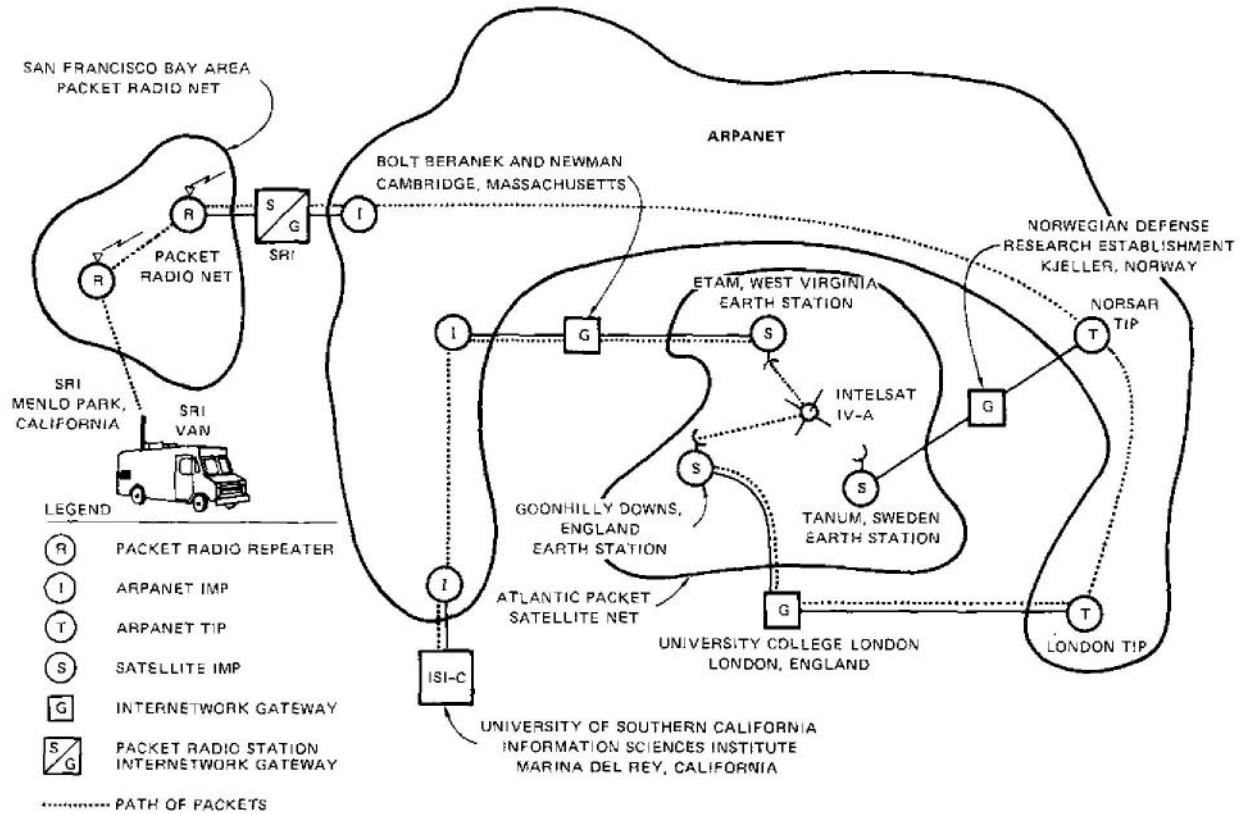 SAN FRANCISCO BAY AREA
PACKET RADIO NET
ARPANET
BOLT BERANEK AND NEWMAN
CAMBRIDGE, MASSACHUSETTS
S
G
I
R
SRI
PACKET
RADIO NET
R
NORWEGIAN DEFENSE
RESEARCH ESTABLISHMENT
KJELLER, NORWAY
ETAM, WEST VIRGINIA
EARTH STATION
NORSAR
TIP
I
G
S
T
SRI
MENLO PARK,
CALIFORNIA
SRI
VAN
INTELSAT
IV-A
G
S
S
GOONHILLY DOWNS,
ENGLAND
EARTH STATION
TANUM, SWEDEN
EARTH STATION
LEGEND
R
PACKET RADIO REPEATER
I
ARPANET IMP
T
ARPANET TIP
S
SATELLITE IMP
G
INTERNETWORK GATEWAY
S
G
PACKET RADIO STATION
INTERNETWORK GATEWAY
PATH OF PACKETS
I
ATLANTIC PACKET
SATELLITE NET
G
T
UNIVERSITY COLLEGE LONDON
LONDON, ENGLAND
LONDON TIP
ISI-C
UNIVERSITY OF SOUTHERN CALIFORNIA
INFORMATION SCIENCES INSTITUTE
MARINA DEL REY, CALIFORNIA